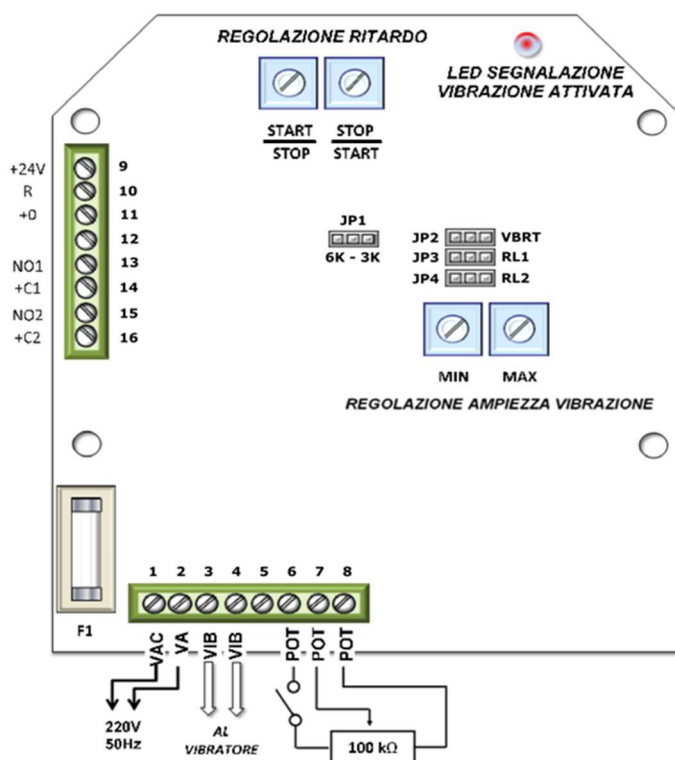 REGOLAZIONE RITARDO
LED SEGNALAZIONE
VIBRAZIONE ATTIVATA
START
STOP
STOP
START
+24V 9
R 10
+0 11
12
NO1 13
+C1 14
NO2 15
+C2 16
JP1
6K - 3K
JP2 VBRT
JP3 RL1
JP4 RL2
MIN MAX
REGOLAZIONE AMPIEZZA VIBRAZIONE
F1
1 2 3 4 5 6 7 8
VAC VA VIB VIB POT POT POT
220V
50Hz
AL
VIBRATORE
100 kΩ